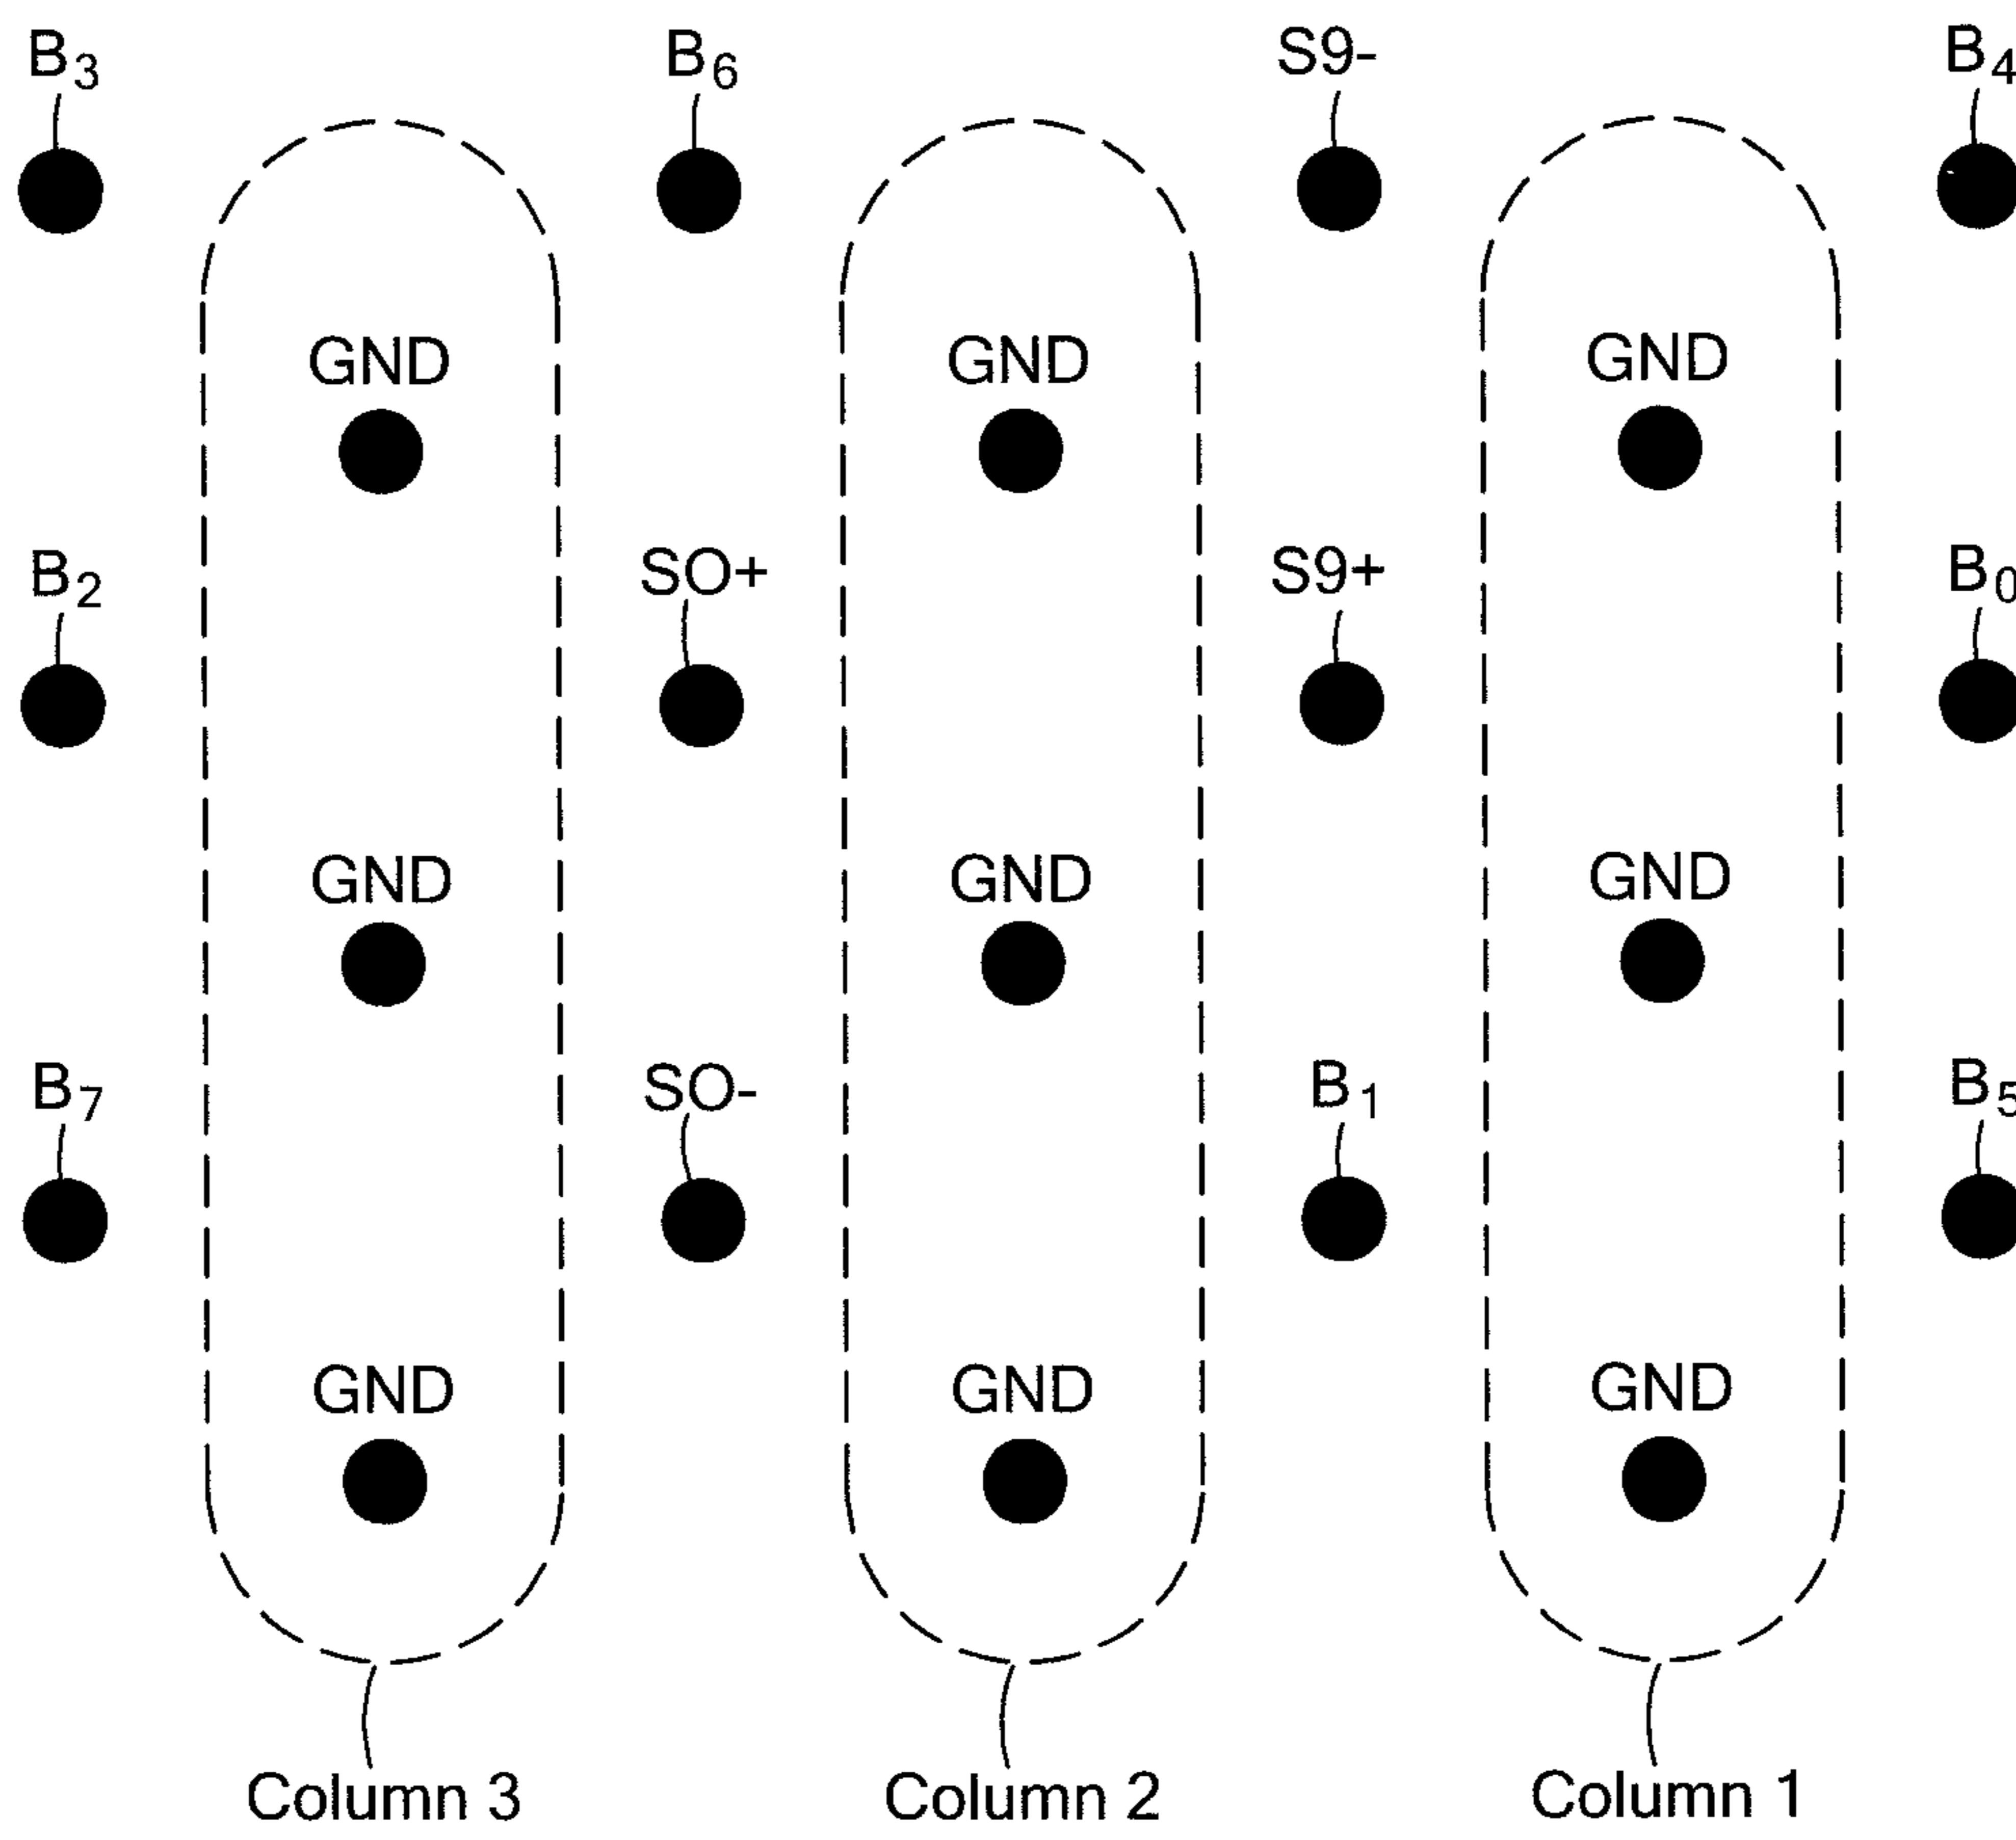 B3 B6 S9- B4
GND GND GND
B2 SO+ S9+ B0
GND GND GND
B7 SO- B1 B5
GND GND GND
Column 3 Column 2 Column 1